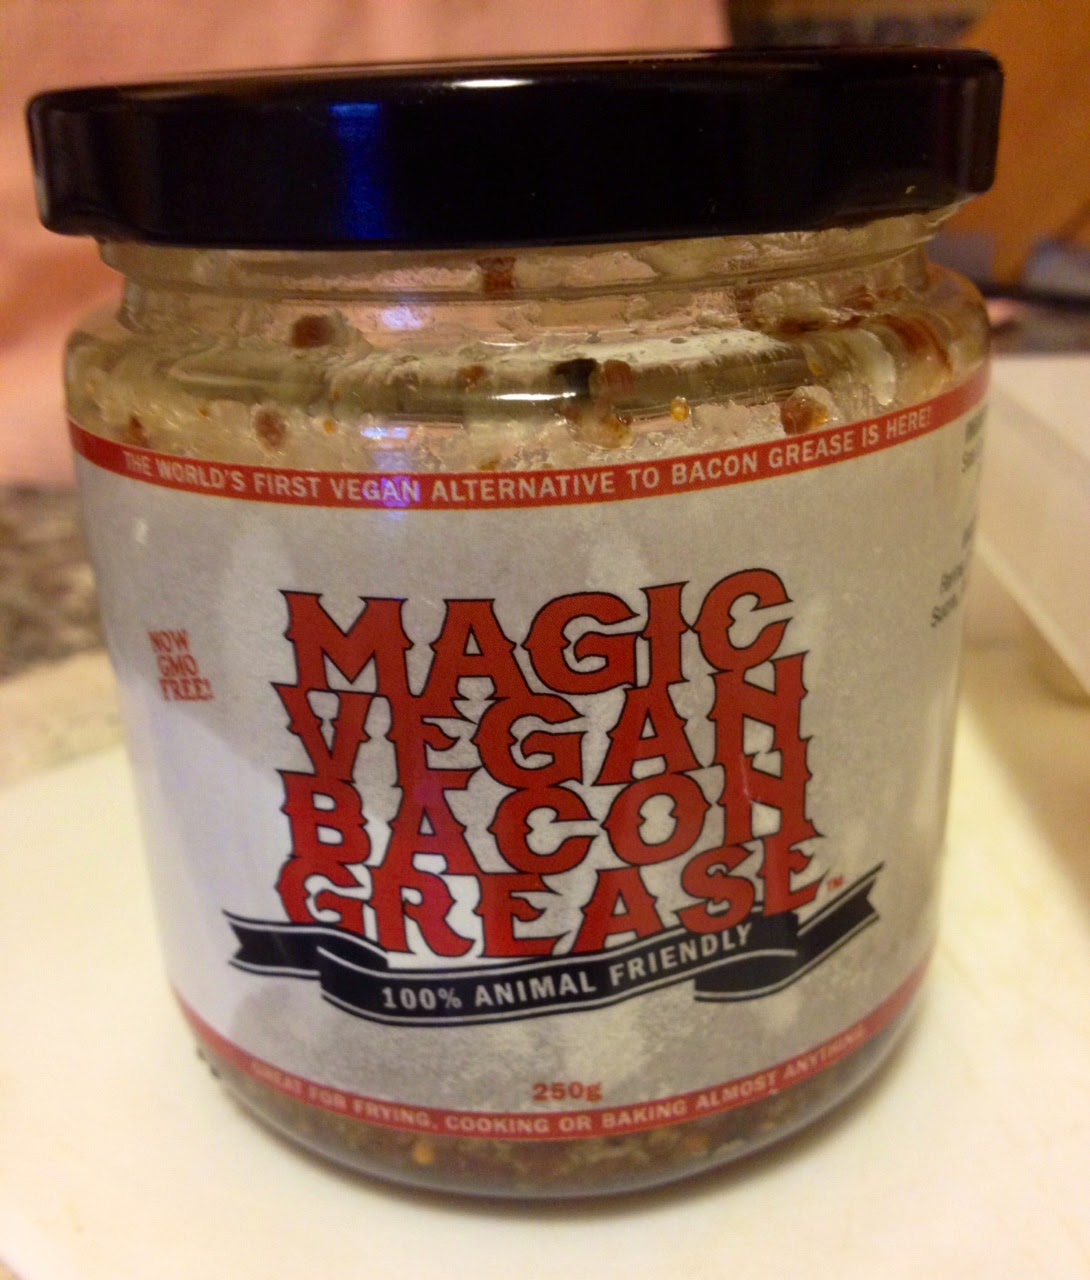 THE WORLD'S FIRST VEGAN ALTERNATIVE TO BACON GREASE IS HERE!
NOW
GMO
FREE!
MAGIC
VEGAN
BACON
GREASE™
100% ANIMAL FRIENDLY
250g
GREAT FOR FRYING, COOKING OR BAKING ALMOST ANYTHING